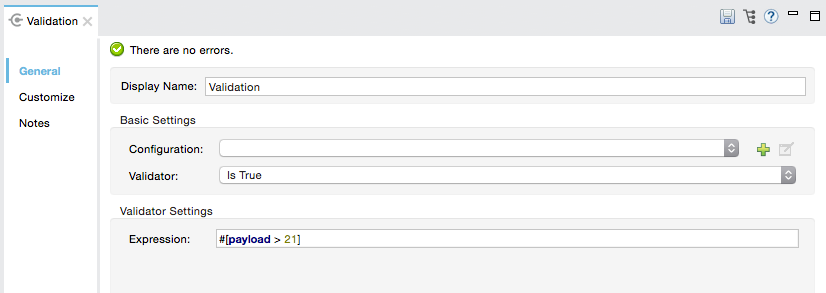 Validation
There are no errors.
General
Customize
Notes
Display Name: Validation
Basic Settings
Configuration:
Validator: Is True
Validator Settings
Expression: #[payload > 21]